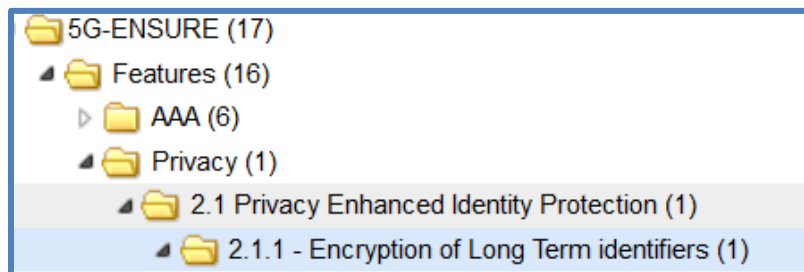 5G-ENSURE (17)
Features (16)
AAA (6)
Privacy (1)
2.1 Privacy Enhanced Identity Protection (1)
2.1.1 - Encryption of Long Term identifiers (1)